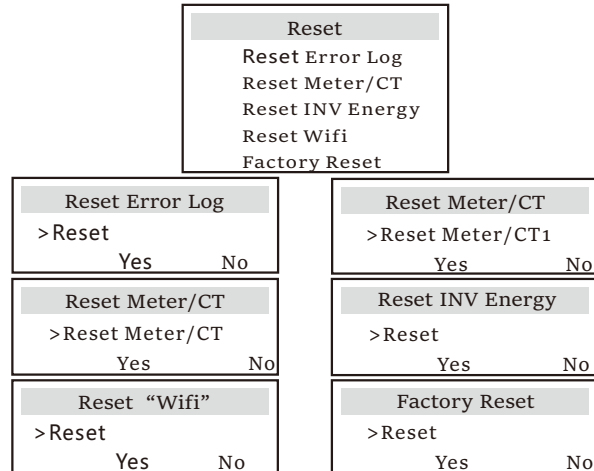 Reset
Reset Error Log
Reset Meter/CT
Reset INV Energy
Reset Wifi
Factory Reset
Reset Error Log
>Reset
Yes No
Reset Meter/CT
>Reset Meter/CT1
Yes No
Reset Meter/CT
>Reset Meter/CT
Yes No
Reset INV Energy
>Reset
Yes No
Reset “Wifi”
>Reset
Yes No
Factory Reset
>Reset
Yes No